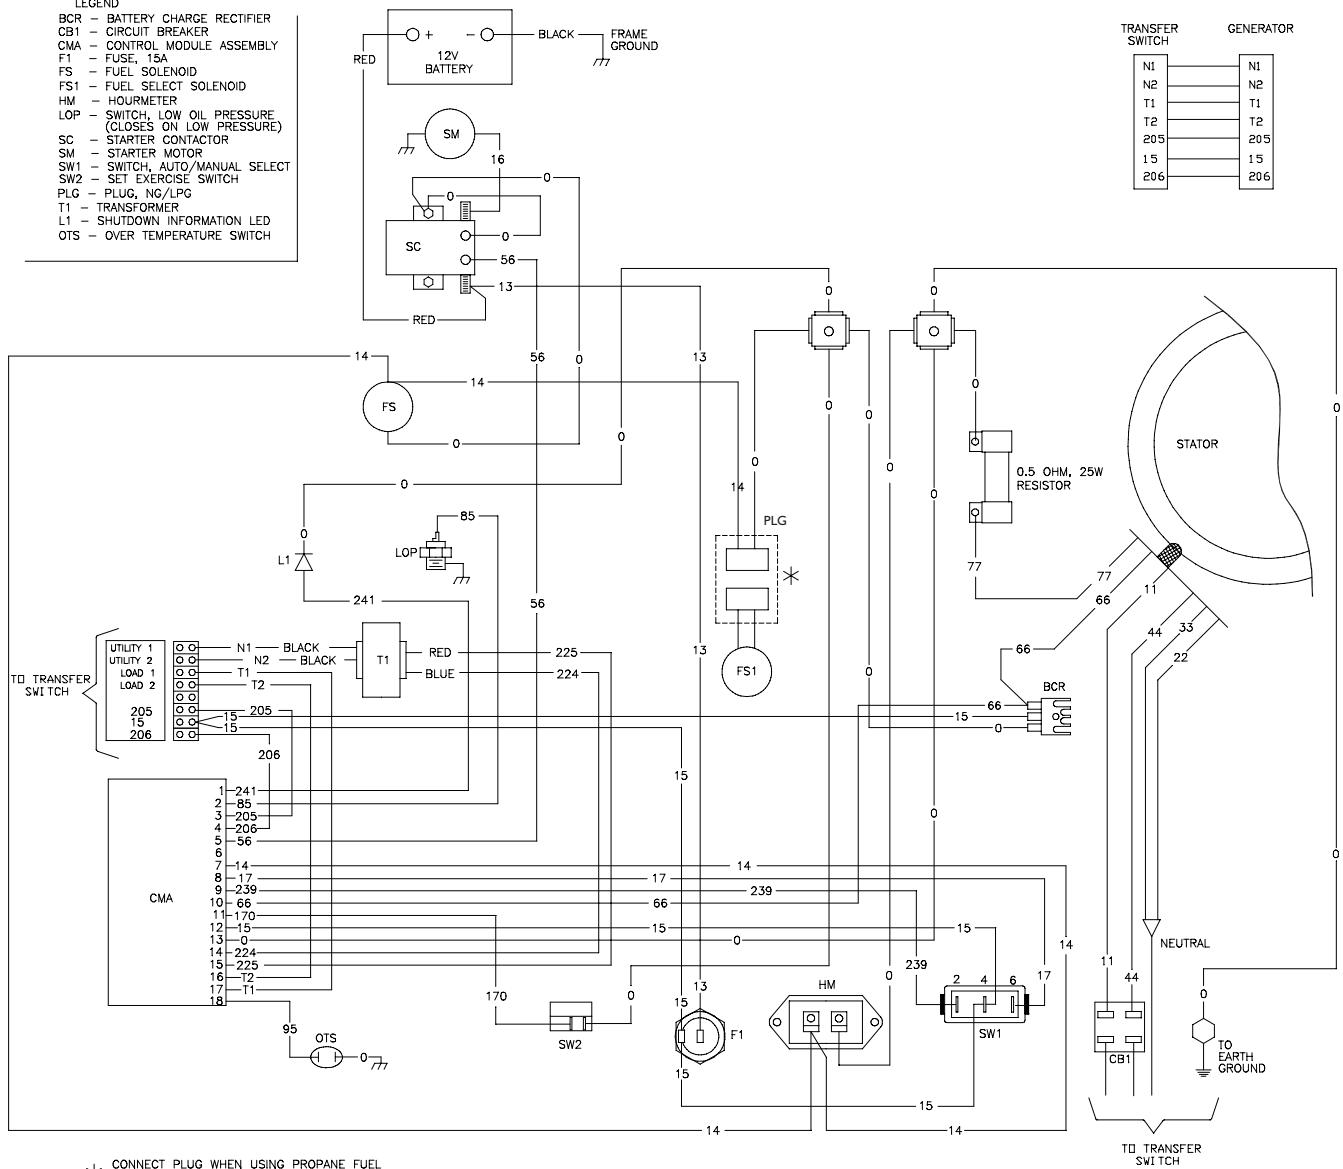 LEGEND
BCR – BATTERY CHARGE RECTIFIER
CB1 – CIRCUIT BREAKER
CMA – CONTROL MODULE ASSEMBLY
F1 – FUSE, 15A
FS – FUEL SOLENOID
FS1 – FUEL SELECT SOLENOID
HM – HOURMETER
LOP – SWITCH, LOW OIL PRESSURE
(CLOSES ON LOW PRESSURE)
SC – STARTER CONTACTOR
SM – STARTER MOTOR
SW1 – SWITCH, AUTO/MANUAL SELECT
SW2 – SET EXERCISE SWITCH
PLG – PLUG, NG/LPG
T1 – TRANSFORMER
L1 – SHUTDOWN INFORMATION LED
OTS – OVER TEMPERATURE SWITCH
+ –
12V
BATTERY
RED
BLACK
FRAME
GROUND
TRANSFER
SWITCH
GENERATOR
N1 N1
N2 N2
T1 T1
T2 T2
205 205
15 15
206 206
SM
16
0
0
SC
0
56
13
RED
0
0
14
56
0
13
14
FS
0
0
0
0
0
0
0
0
0
0
STATOR
0.5 OHM, 25W
RESISTOR
14
PLG
0
85
LOP
L1
241
77
77
66
11
44
33
22
56
13
66
FS1
UTILITY 1
UTILITY 2
LOAD 1
LOAD 2
205
15
206
TO TRANSFER
SWITCH
N1 BLACK
N2 BLACK
T1
T2
T1
RED 225
BLUE 224
205
15
15
206
0
BCR
66
15
0
15
0
0
CMA
1 241
2 85
3 205
4 206
5 56
6
7 14
8 17
9 239
10 66
11 170
12 15
13 0
14 224
15 225
16 T2
17 T1
18
14
17
239
66
15
0
15
14
NEUTRAL
239
17
11
44
0
170
0
15
13
HM
0
2 4 6
SW1
95
OTS
0
SW2
F1
15
15
14
14
CB1
0
TO
EARTH
GROUND
TO TRANSFER
SWITCH
CONNECT PLUG WHEN USING PROPANE FUEL